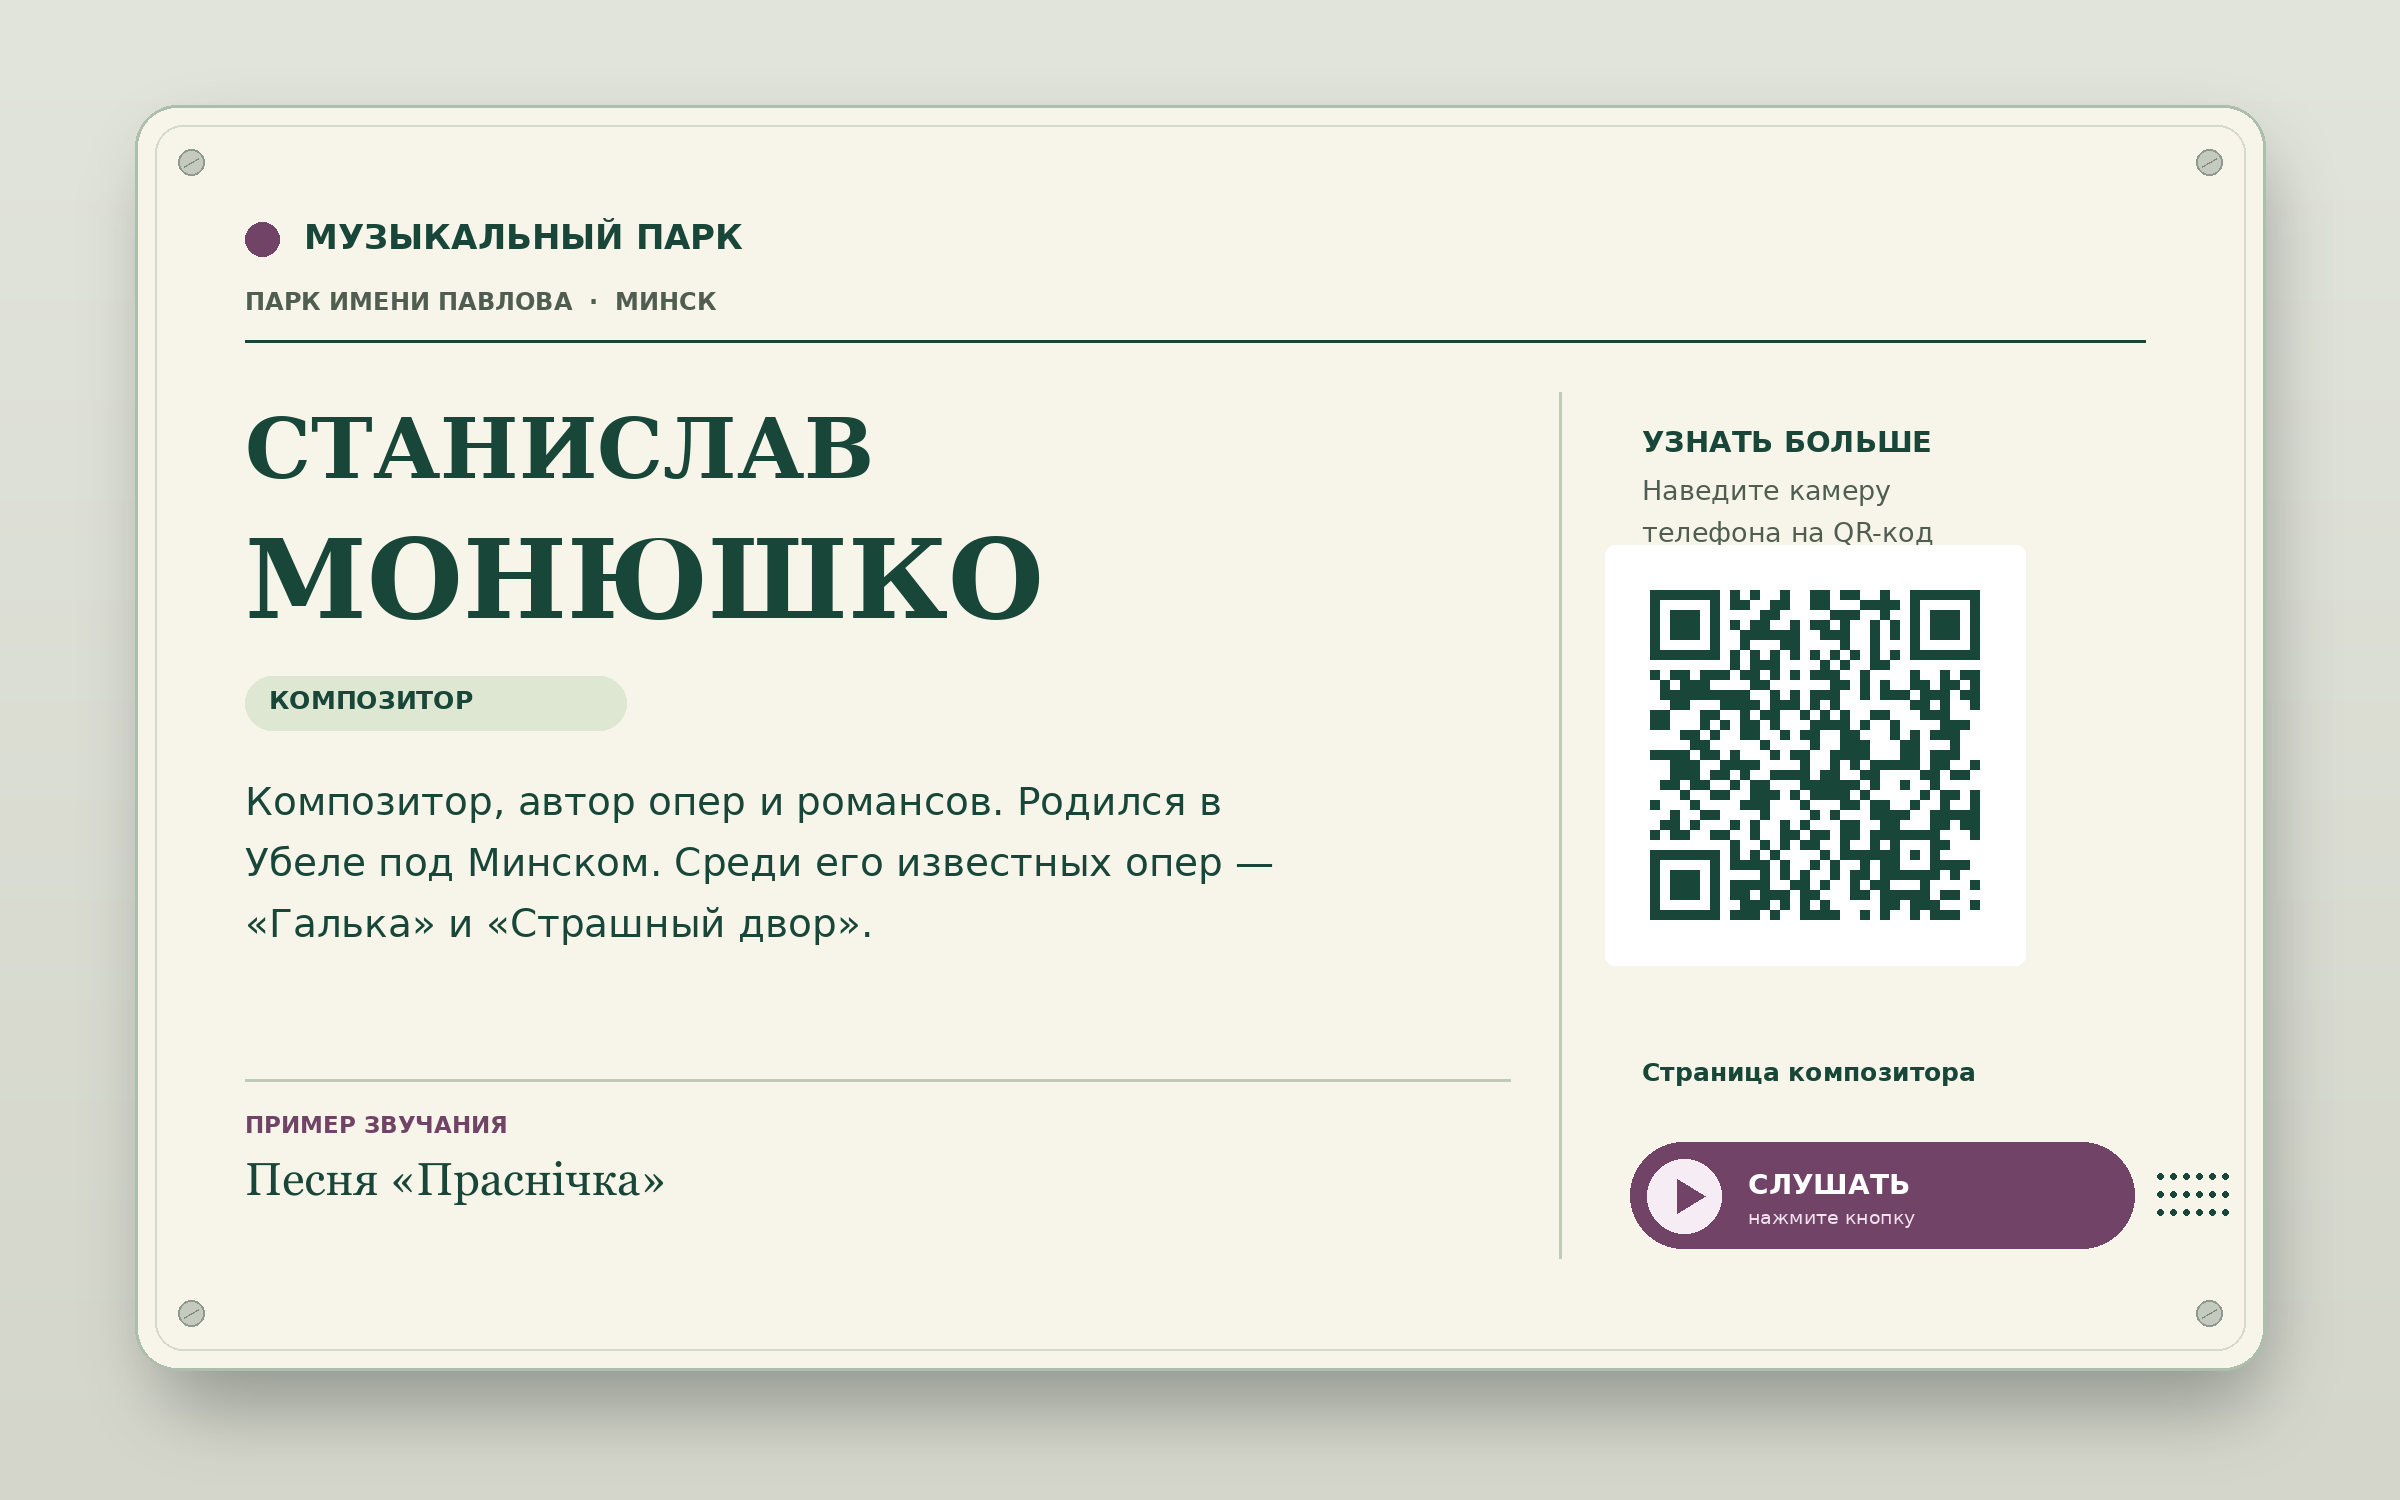 МУЗЫКАЛЬНЫЙ ПАРК
ПАРК ИМЕНИ ПАВЛОВА · МИНСК
СТАНИСЛАВ
МОНЮШКО
КОМПОЗИТОР
Композитор, автор опер и романсов. Родился в
Убеле под Минском. Среди его известных опер —
«Галька» и «Страшный двор».
ПРИМЕР ЗВУЧАНИЯ
Песня «Праснічка»
УЗНАТЬ БОЛЬШЕ
Наведите камеру
телефона на QR-код
Страница композитора
СЛУШАТЬ
нажмите кнопку